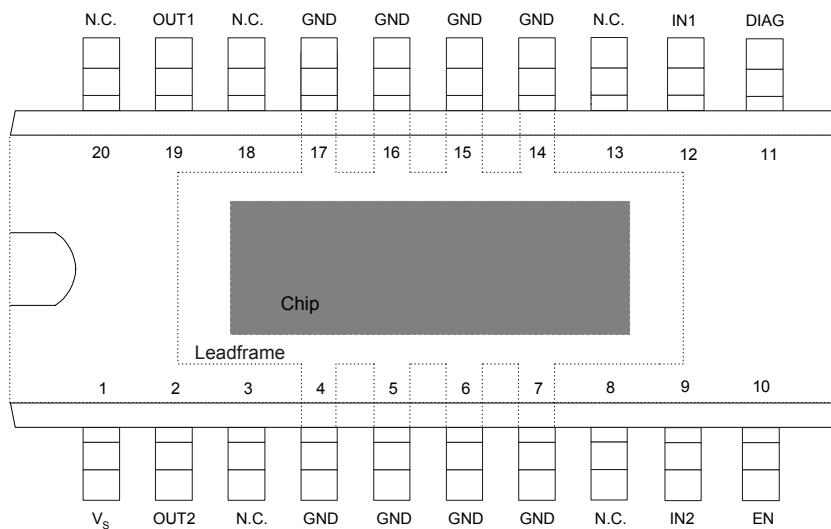 N.C. OUT1 N.C. GND GND GND GND N.C. IN1 DIAG
20 19 18 17 16 15 14 13 12 11
Chip
Leadframe
1 2 3 4 5 6 7 8 9 10
Vs OUT2 N.C. GND GND GND GND N.C. IN2 EN